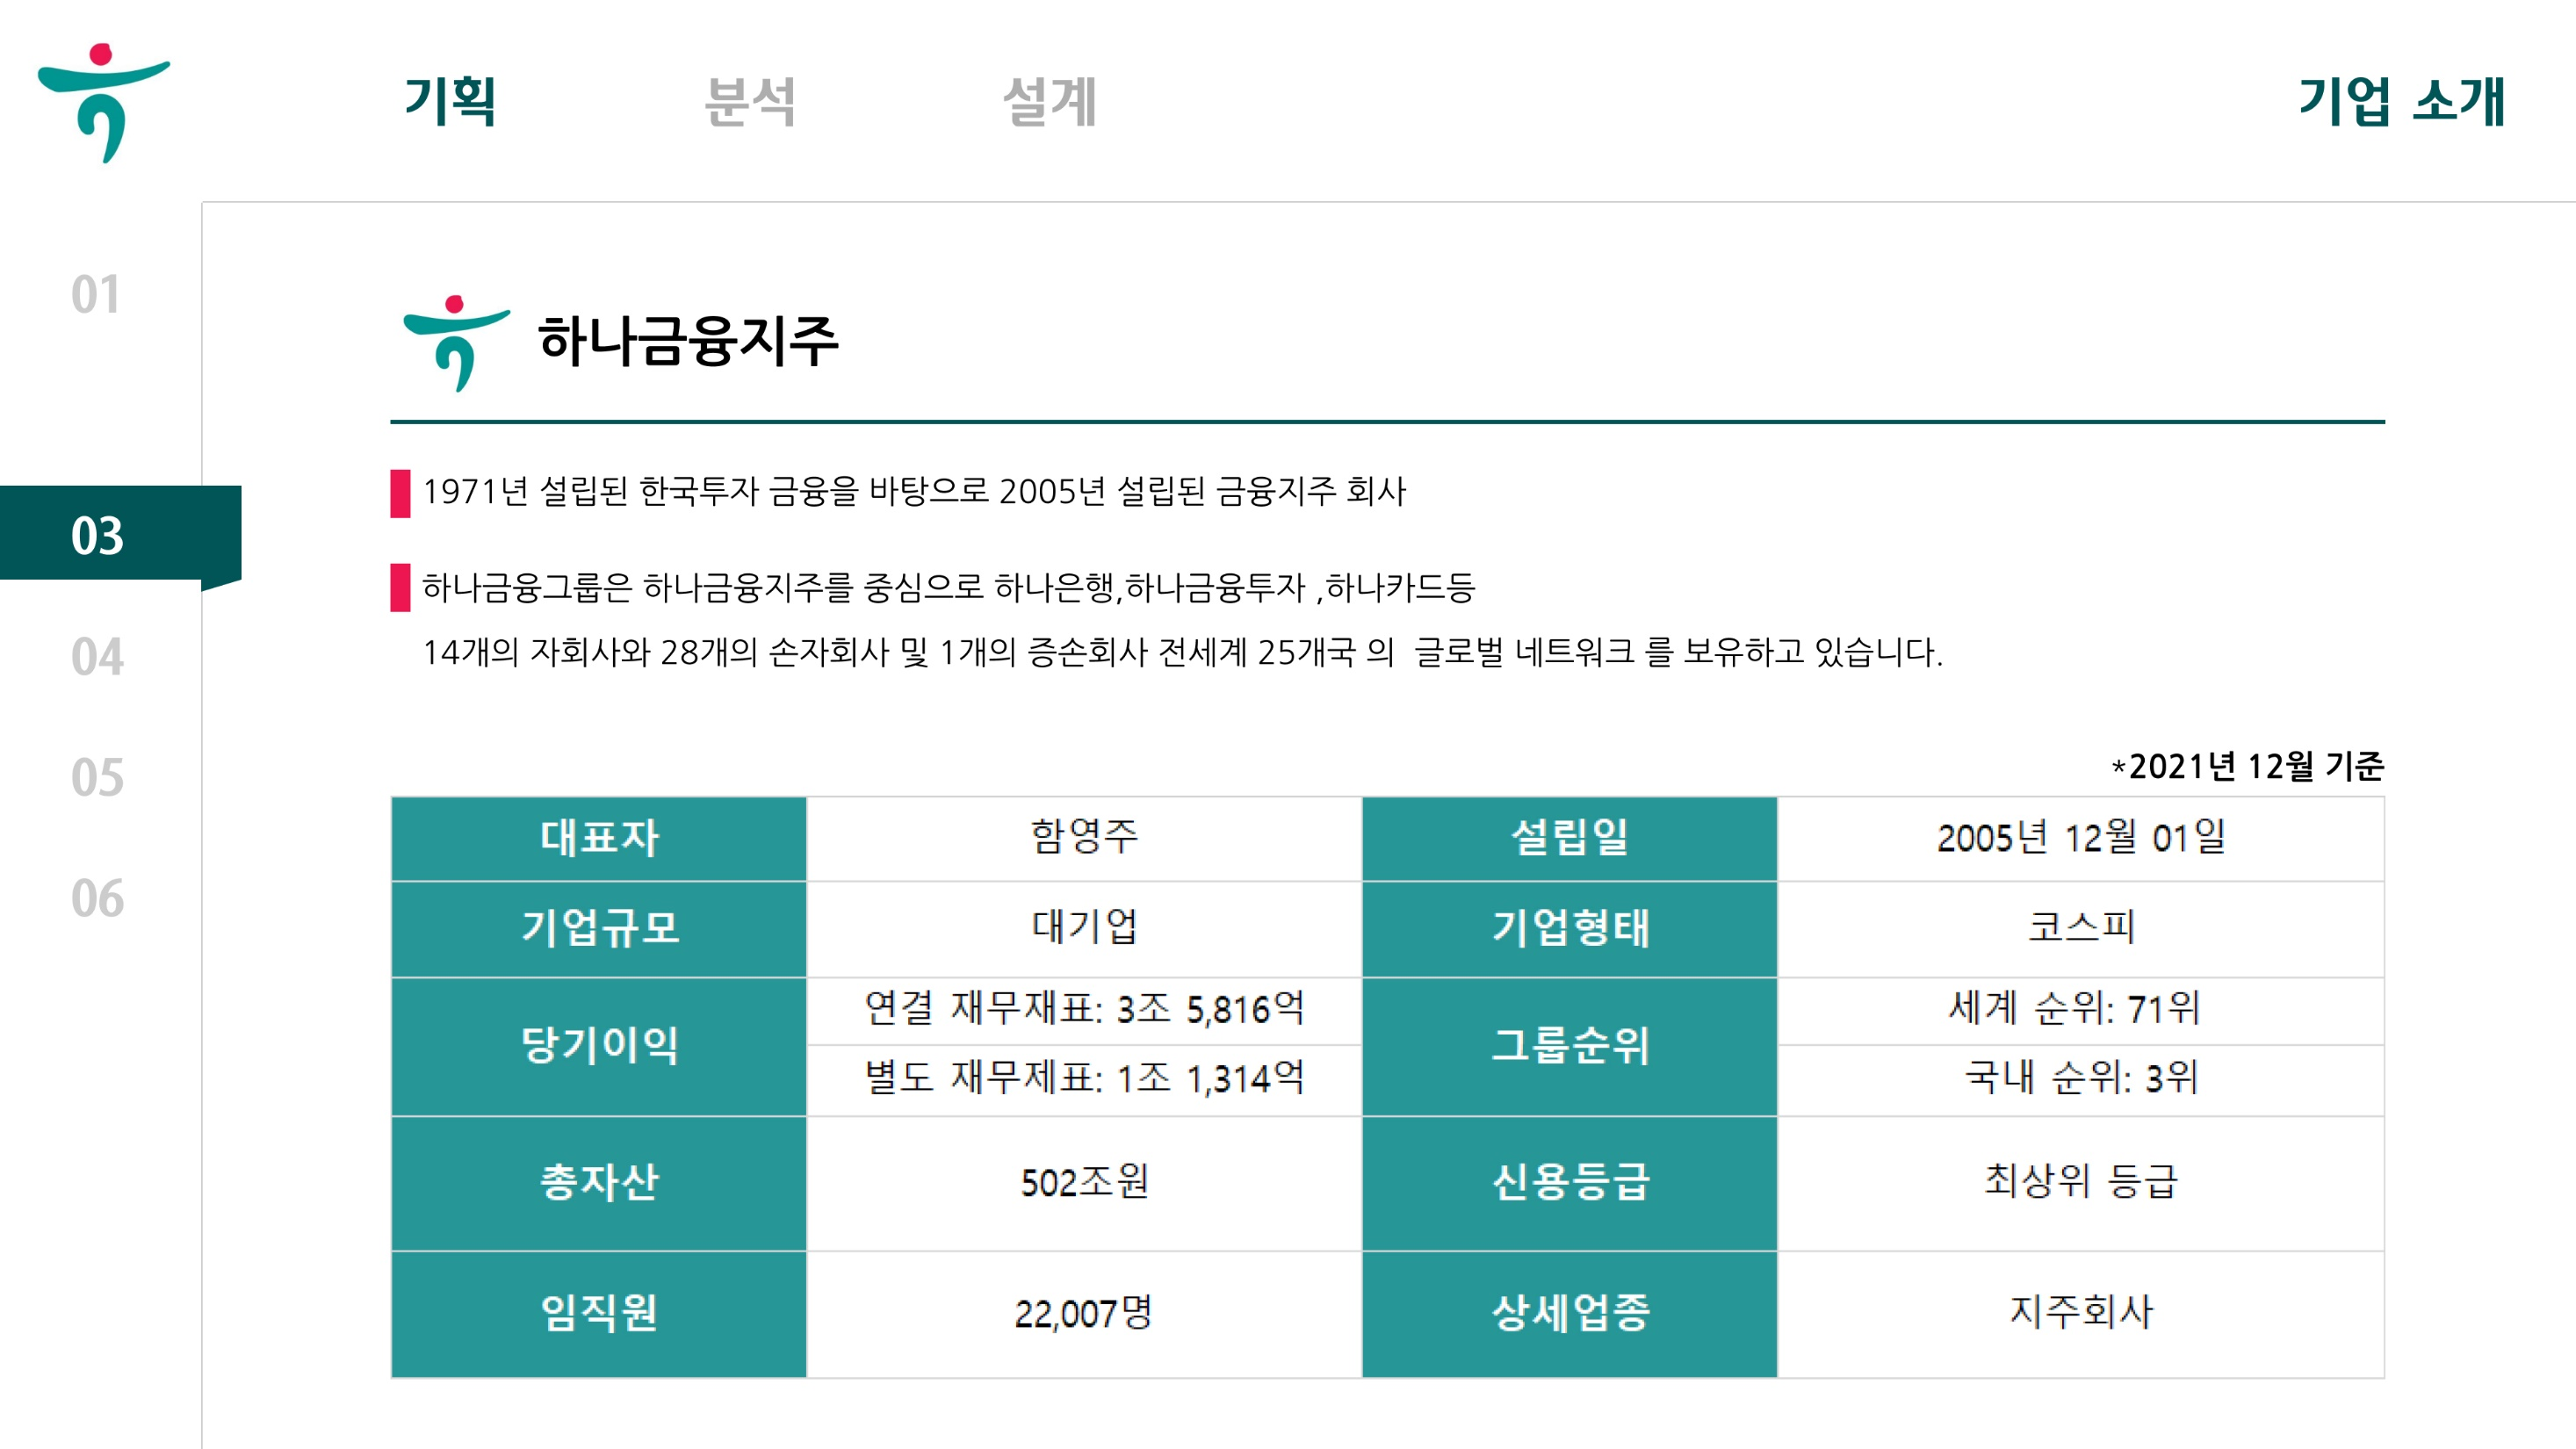 기획 분석 설계 기업 소개
01
03
04
05
06
하나금융지주
1971년 설립된 한국투자 금융을 바탕으로 2005년 설립된 금융지주 회사
하나금융그룹은 하나금융지주를 중심으로 하나은행,하나금융투자 ,하나카드등
14개의 자회사와 28개의 손자회사 및 1개의 증손회사 전세계 25개국 의 글로벌 네트워크 를 보유하고 있습니다.
*2021년 12월 기준
대표자 함영주 설립일 2005년 12월 01일
기업규모 대기업 기업형태 코스피
당기이익 연결 재무재표: 3조 5,816억 그룹순위 세계 순위: 71위
별도 재무제표: 1조 1,314억 국내 순위: 3위
총자산 502조원 신용등급 최상위 등급
임직원 22,007명 상세업종 지주회사